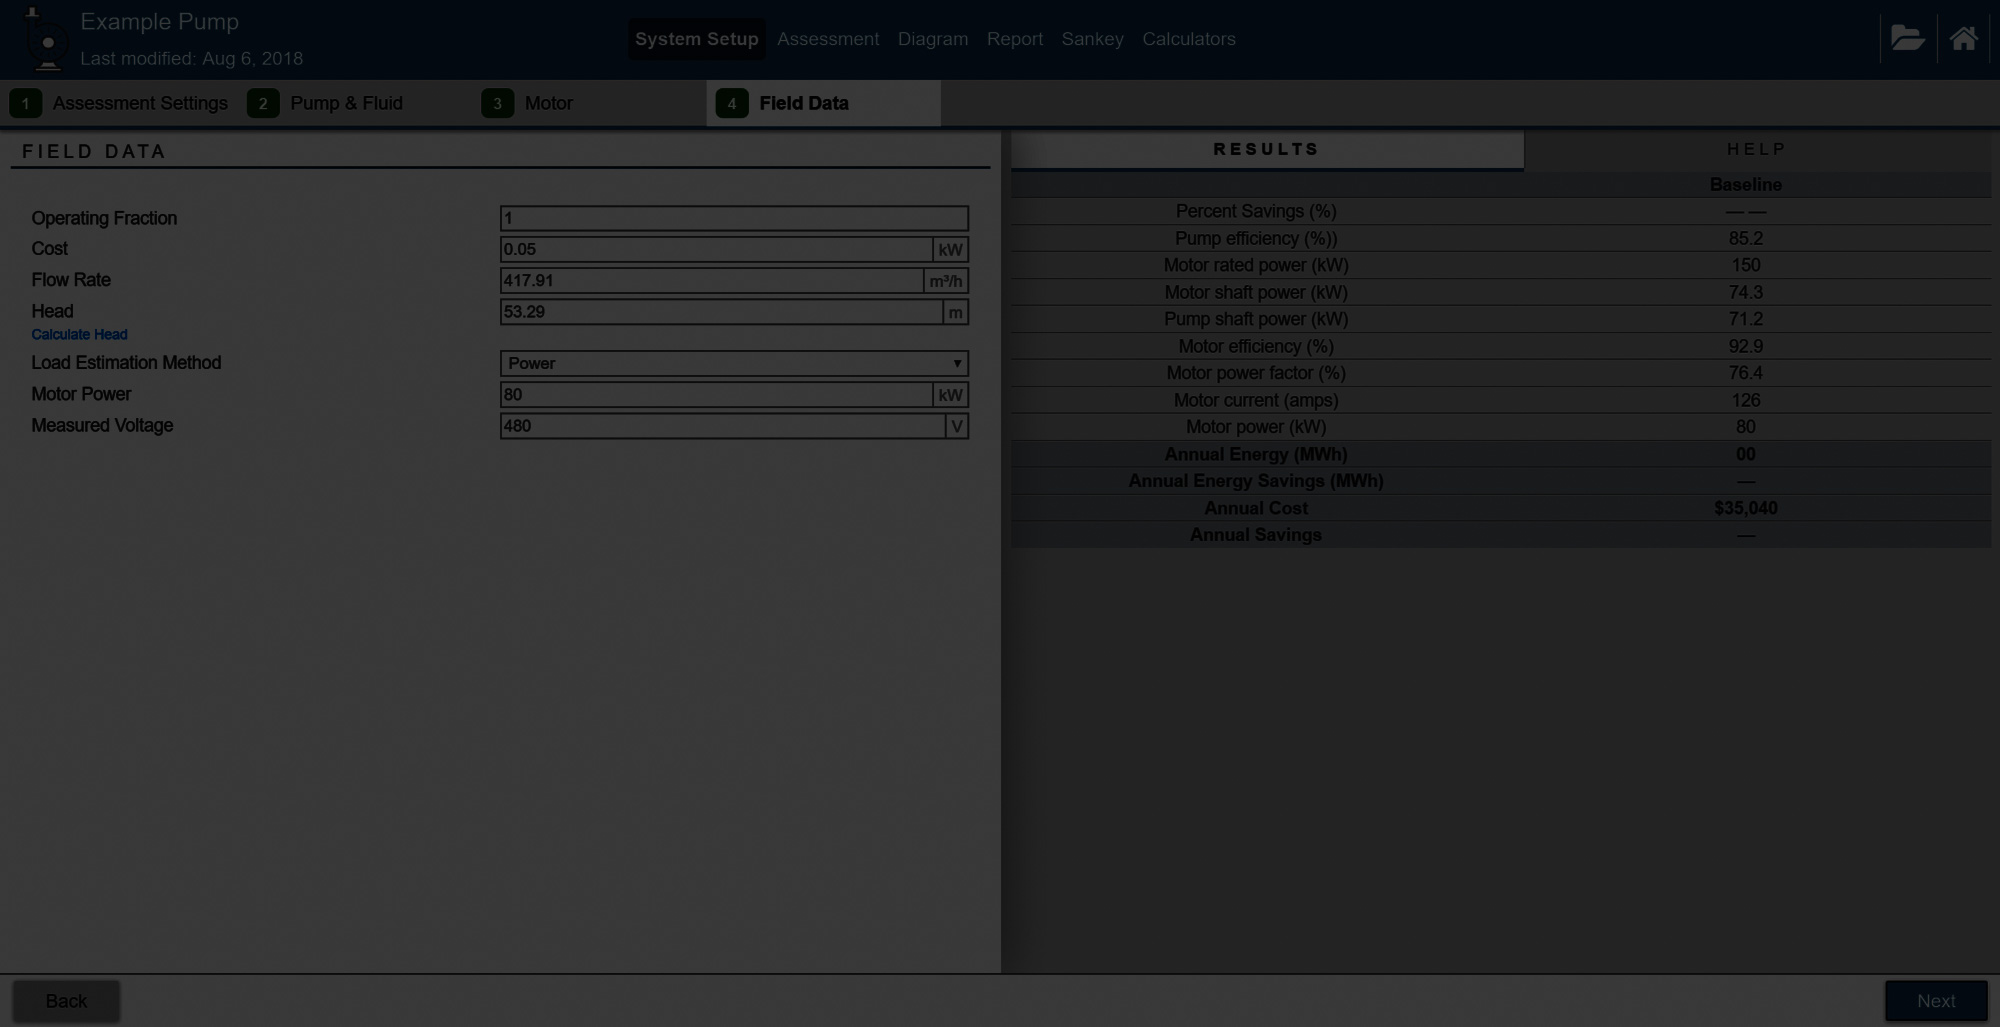 Example Pump
Last modified: Aug 6, 2018
System Setup Assessment Diagram Report Sankey Calculators
1 Assessment Settings 2 Pump & Fluid 3 Motor 4 Field Data
FIELD DATA
Operating Fraction 1
Cost 0.05 kW
Flow Rate 417.91 m³/h
Head 53.29 m
Calculate Head
Load Estimation Method Power
Motor Power 80 kW
Measured Voltage 480 V
RESULTS HELP
Baseline
Percent Savings (%) — —
Pump efficiency (%)) 85.2
Motor rated power (kW) 150
Motor shaft power (kW) 74.3
Pump shaft power (kW) 71.2
Motor efficiency (%) 92.9
Motor power factor (%) 76.4
Motor current (amps) 126
Motor power (kW) 80
Annual Energy (MWh) 00
Annual Energy Savings (MWh) —
Annual Cost $35,040
Annual Savings —
Back Next